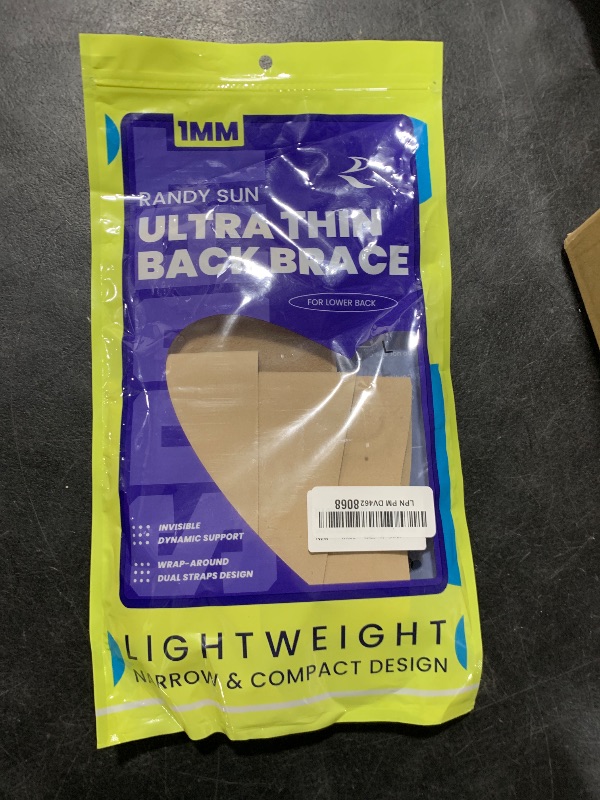 1MM
RANDY SUN
ULTRA THIN
BACK BRACE
FOR LOWER BACK
LPN PM DV462 8068
INVISIBLE
DYNAMIC SUPPORT
WRAP-AROUND
DUAL STRAPS DESIGN
LIGHTWEIGHT
NARROW & COMPACT DESIGN